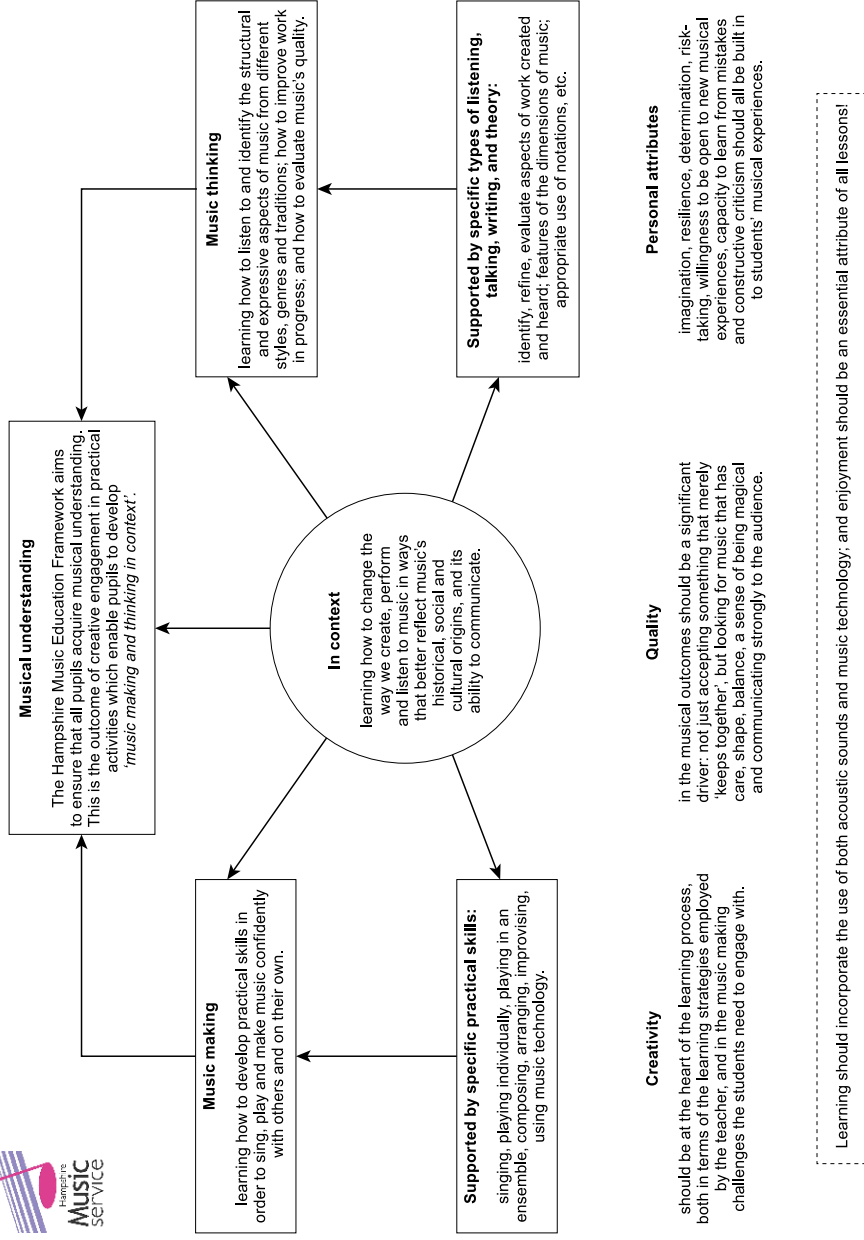 Hampshire
Music
service
Musical understanding
The Hampshire Music Education Framework aims
to ensure that all pupils acquire musical understanding.
This is the outcome of creative engagement in practical
activities which enable pupils to develop
‘music making and thinking in context’.
Music making
learning how to develop practical skills in
order to sing, play and make music confidently
with others and on their own.
Music thinking
learning how to listen to and identify the structural
and expressive aspects of music from different
styles, genres and traditions; how to improve work
in progress; and how to evaluate music’s quality.
In context
learning how to change the
way we create, perform
and listen to music in ways
that better reflect music’s
historical, social and
cultural origins, and its
ability to communicate.
Supported by specific practical skills:
singing, playing individually, playing in an
ensemble, composing, arranging, improvising,
using music technology.
Supported by specific types of listening,
talking, writing, and theory:
identify, refine, evaluate aspects of work created
and heard; features of the dimensions of music;
appropriate use of notations, etc.
Creativity
should be at the heart of the learning process,
both in terms of the learning strategies employed
by the teacher, and in the music making
challenges the students need to engage with.
Quality
in the musical outcomes should be a significant
driver: not just accepting something that merely
‘keeps together’, but looking for music that has
care, shape, balance, a sense of being magical
and communicating strongly to the audience.
Personal attributes
imagination, resilience, determination, risk-
taking, willingness to be open to new musical
experiences, capacity to learn from mistakes
and constructive criticism should all be built in
to students’ musical experiences.
Learning should incorporate the use of both acoustic sounds and music technology; and enjoyment should be an essential attribute of all lessons!